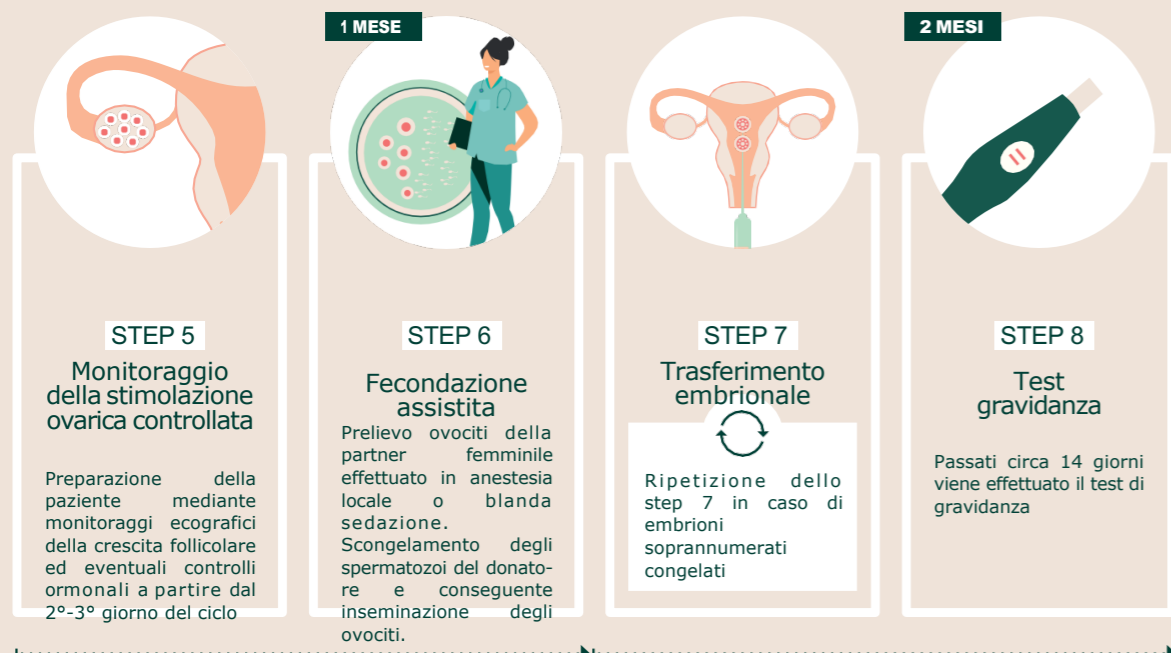 1 MESE
2 MESI
STEP 5
Monitoraggio
della stimolazione
ovarica controllata
Preparazione della
paziente mediante
monitoraggi ecografici
della crescita follicolare
ed eventuali controlli
ormonali a partire dal
2°-3° giorno del ciclo
STEP 6
Fecondazione
assistita
Prelievo ovociti della
partner femminile
effettuato in anestesia
locale o blanda
sedazione.
Scongelamento degli
spermatozoi del donato-
re e conseguente
inseminazione degli
ovociti.
STEP 7
Trasferimento
embrionale
Ripetizione dello
step 7 in caso di
embrioni
soprannumerati
congelati
STEP 8
Test
gravidanza
Passati circa 14 giorni
viene effettuato il test di
gravidanza